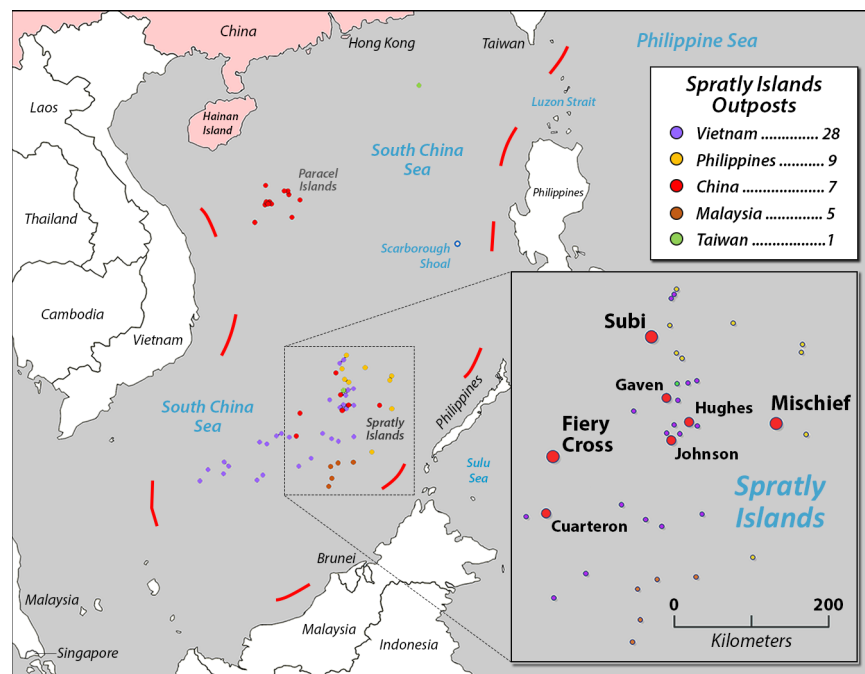 China
Hong Kong
Taiwan
Philippine Sea
Laos
Hainan
Island
Luzon Strait
South China
Sea
Paracel
Islands
Thailand
Philippines
Scarborough
Shoal
Cambodia
Vietnam
South China
Sea
Spratly
Islands
Philippines
Sulu
Sea
Brunei
Malaysia
Malaysia
Indonesia
Singapore
Spratly Islands
Outposts
Vietnam .............. 28
Philippines ........... 9
China .................... 7
Malaysia .............. 5
Taiwan ...................1
Subi
Gaven
Hughes
Mischief
Fiery
Cross
Johnson
Cuarteron
Spratly
Islands
0 200
Kilometers